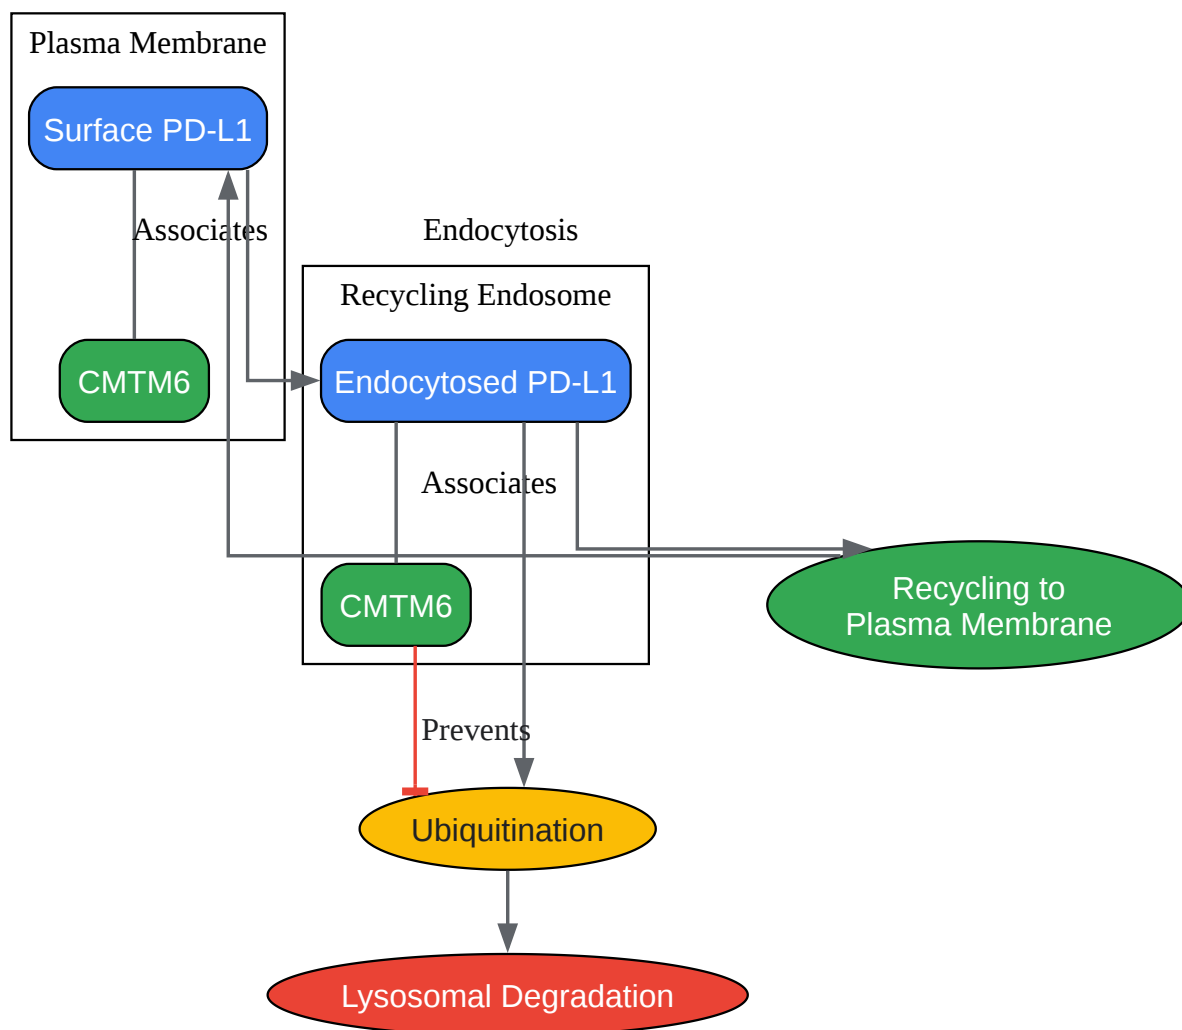 Plasma Membrane
Surface PD-L1
Associates
Endocytosis
Recycling Endosome
CMTM6
Endocytosed PD-L1
Associates
CMTM6
Recycling to
Plasma Membrane
Prevents
Ubiquitination
Lysosomal Degradation